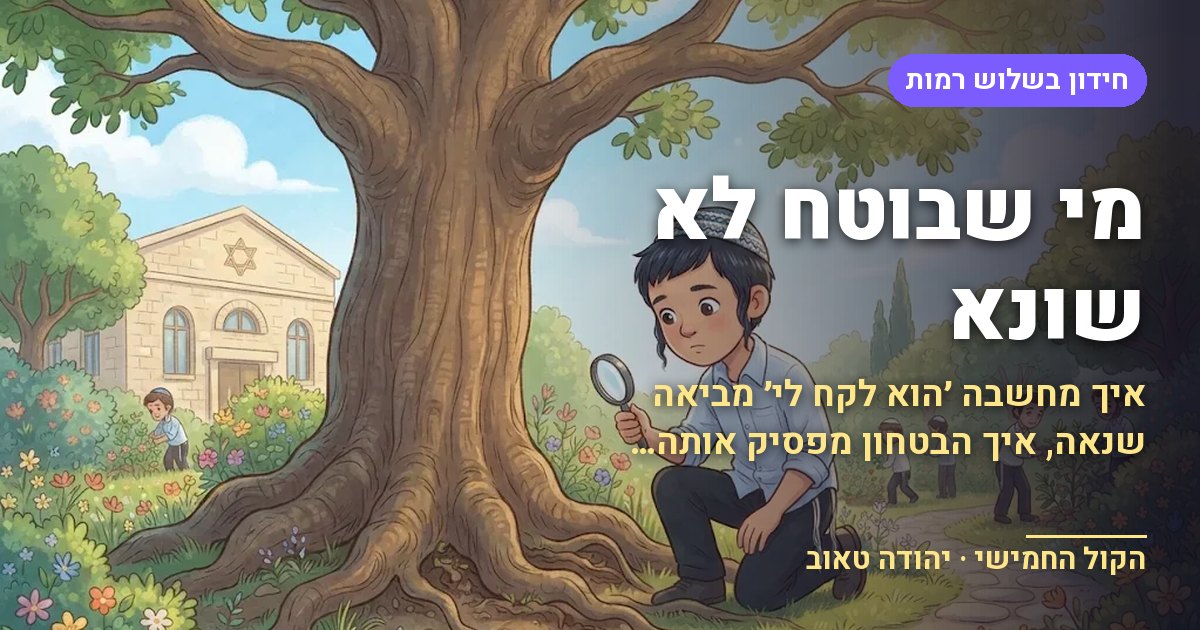 חידון בשלוש רמות
מי שבוטח לא
שונא
איך מחשבה ׳הוא לקח לי׳ מביאה
שנאה, איך הבטחון מפסיק אותה...
הקול החמישי · יהודה טאוב